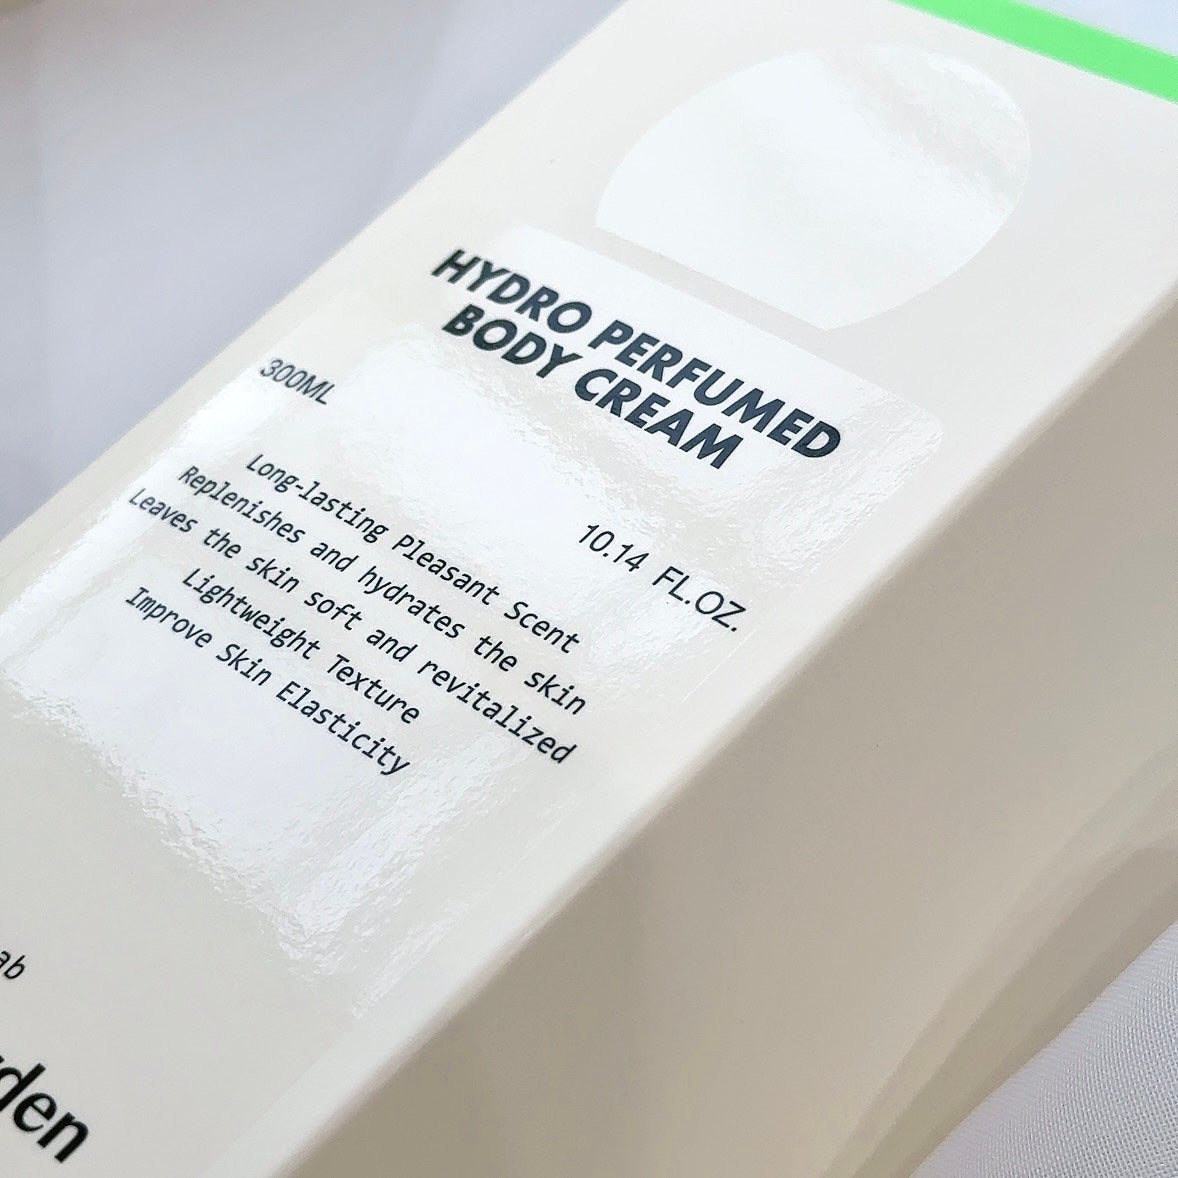 HYDRO PERFUMED
BODY CREAM
300ML
10.14 FL.OZ.
Long-lasting Pleasant Scent
Replenishes and hydrates the skin
Leaves the skin soft and revitalized
Lightweight Texture
Improve Skin Elasticity